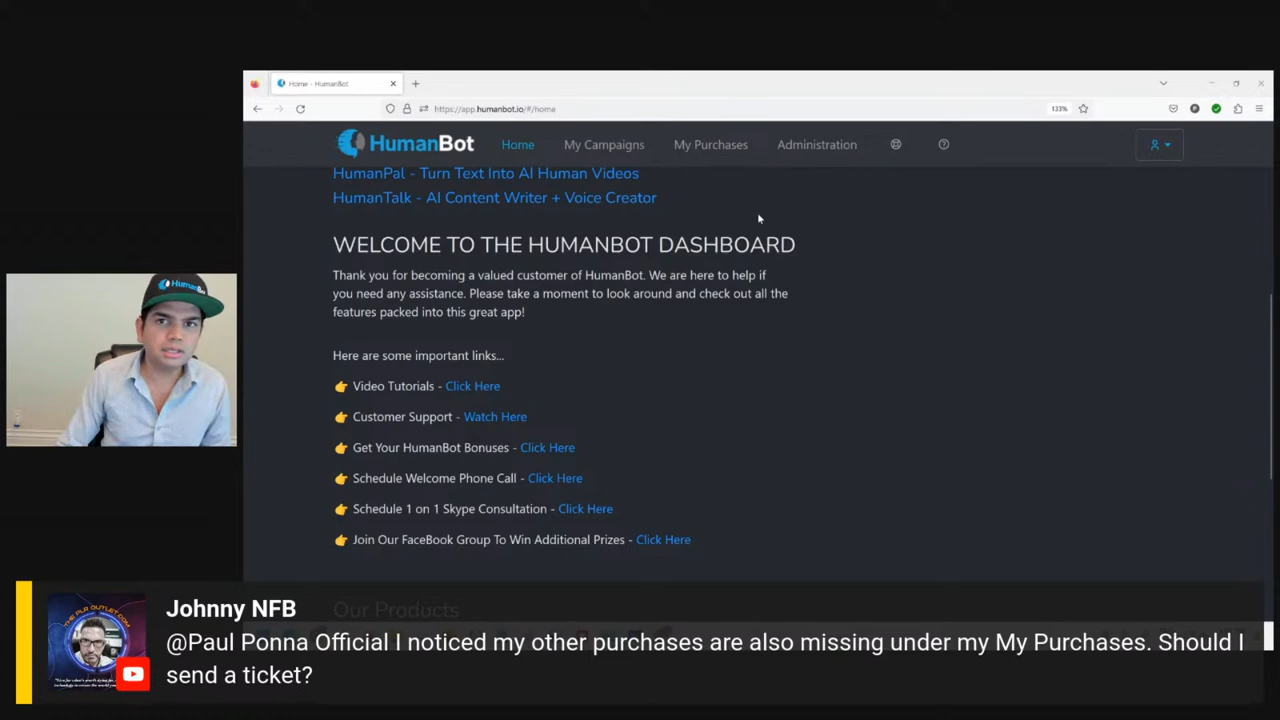 Home - HumanBot
https://app.humanbot.io/#/home
133%
HumanBot
Home
My Campaigns
My Purchases
Administration
HumanPal - Turn Text Into AI Human Videos
HumanTalk - AI Content Writer + Voice Creator
WELCOME TO THE HUMANBOT DASHBOARD
Thank you for becoming a valued customer of HumanBot. We are here to help if
you need any assistance. Please take a moment to look around and check out all the
features packed into this great app!
Here are some important links...
👉 Video Tutorials - Click Here
👉 Customer Support - Watch Here
👉 Get Your HumanBot Bonuses - Click Here
👉 Schedule Welcome Phone Call - Click Here
👉 Schedule 1 on 1 Skype Consultation - Click Here
👉 Join Our FaceBook Group To Win Additional Prizes - Click Here
Our Products
HumanBot
THE PLR OUTLET.COM
Johnny NFB
@Paul Ponna Official I noticed my other purchases are also missing under my My Purchases. Should I
send a ticket?